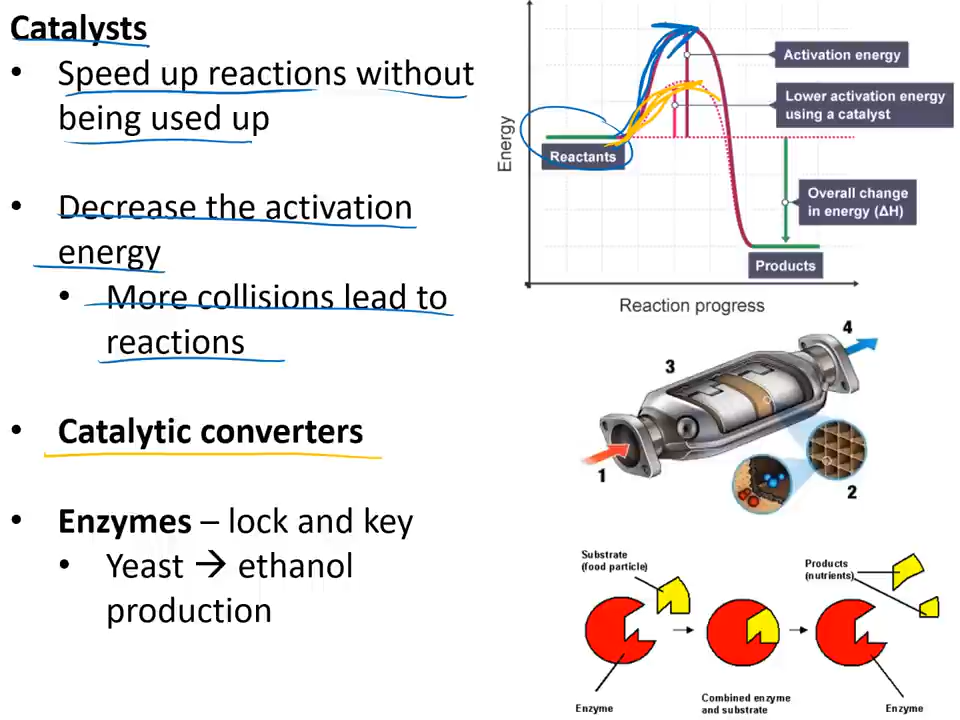 Catalysts
• Speed up reactions without
being used up
• Decrease the activation
energy
• More collisions lead to
reactions
• Catalytic converters
• Enzymes – lock and key
• Yeast → ethanol
production
Energy
Activation energy
Lower activation energy
using a catalyst
Reactants
Overall change
in energy (ΔH)
Products
Reaction progress
1
2
3
4
Substrate
(food particle)
Products
(nutrients)
Enzyme
Combined enzyme
and substrate
Enzyme